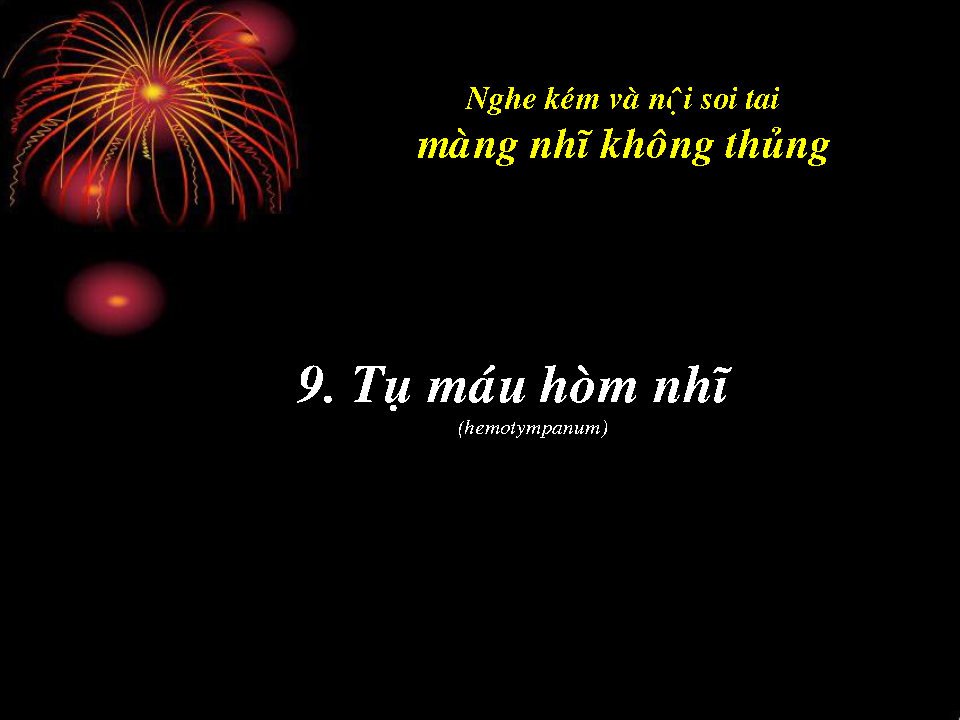 Nghe kém và nội soi tai
màng nhĩ không thủng
9. Tụ máu hòm nhĩ
(hemotympanum)